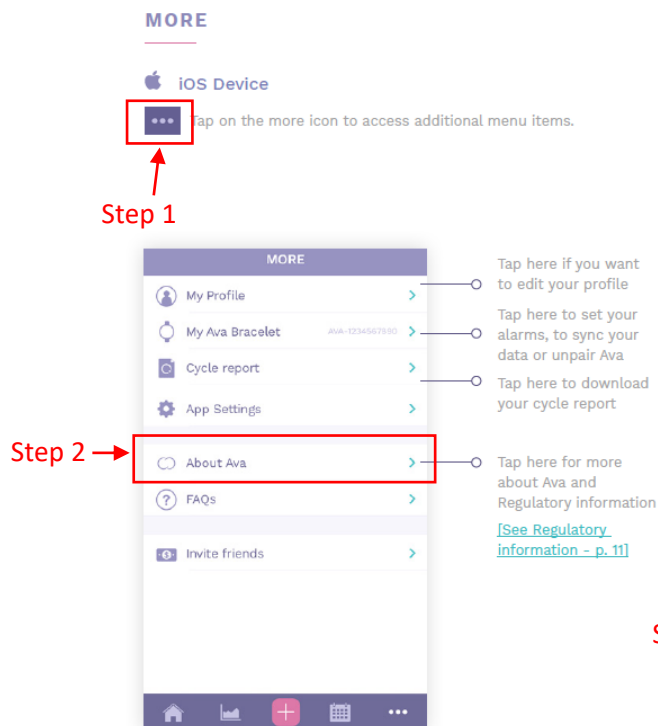 MORE
iOS Device
Tap on the more icon to access additional menu items.
Step 1
MORE
My Profile
Tap here if you want
to edit your profile
My Ava Bracelet AVA-1234567890
Tap here to set your
alarms, to sync your
data or unpair Ava
Cycle report
Tap here to download
your cycle report
App Settings
Step 2
About Ava
Tap here for more
about Ava and
Regulatory information
[See Regulatory
information - p. 11]
FAQs
Invite friends
S